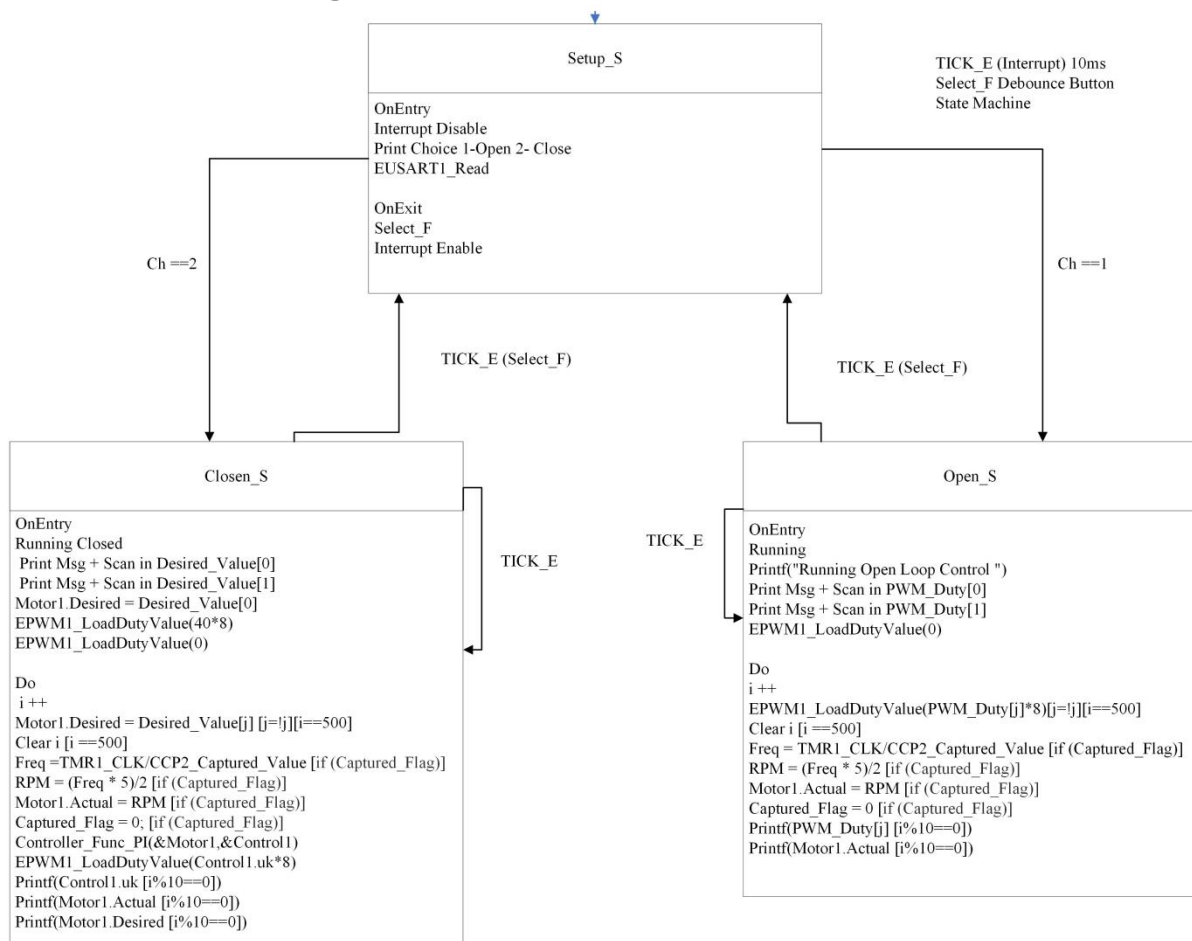 Setup_S
OnEntry
Interrupt Disable
Print Choice 1-Open 2- Close
EUSART1_Read
OnExit
Select_F
Interrupt Enable
TICK_E (Interrupt) 10ms
Select_F Debounce Button
State Machine
Ch ==2
Ch ==1
TICK_E (Select_F)
TICK_E (Select_F)
Closen_S
OnEntry
Running Closed
Print Msg + Scan in Desired_Value[0]
Print Msg + Scan in Desired_Value[1]
Motor1.Desired = Desired_Value[0]
EPWM1_LoadDutyValue(40*8)
EPWM1_LoadDutyValue(0)
Do
i ++
Motor1.Desired = Desired_Value[j] [j=!j][i==500]
Clear i [i ==500]
Freq =TMR1_CLK/CCP2_Captured_Value [if (Captured_Flag)]
RPM = (Freq * 5)/2 [if (Captured_Flag)]
Motor1.Actual = RPM [if (Captured_Flag)]
Captured_Flag = 0; [if (Captured_Flag)]
Controller_Func_PI(&Motor1,&Control1)
EPWM1_LoadDutyValue(Control1.uk*8)
Printf(Control1.uk [i%10==0])
Printf(Motor1.Actual [i%10==0])
Printf(Motor1.Desired [i%10==0])
TICK_E
TICK_E
Open_S
OnEntry
Running
Printf("Running Open Loop Control ")
Print Msg + Scan in PWM_Duty[0]
Print Msg + Scan in PWM_Duty[1]
EPWM1_LoadDutyValue(0)
Do
i ++
EPWM1_LoadDutyValue(PWM_Duty[j]*8)[j=!j][i==500]
Clear i [i ==500]
Freq = TMR1_CLK/CCP2_Captured_Value [if (Captured_Flag)]
RPM = (Freq * 5)/2 [if (Captured_Flag)]
Motor1.Actual = RPM [if (Captured_Flag)]
Captured_Flag = 0 [if (Captured_Flag)]
Printf(PWM_Duty[j] [i%10==0])
Printf(Motor1.Actual [i%10==0])